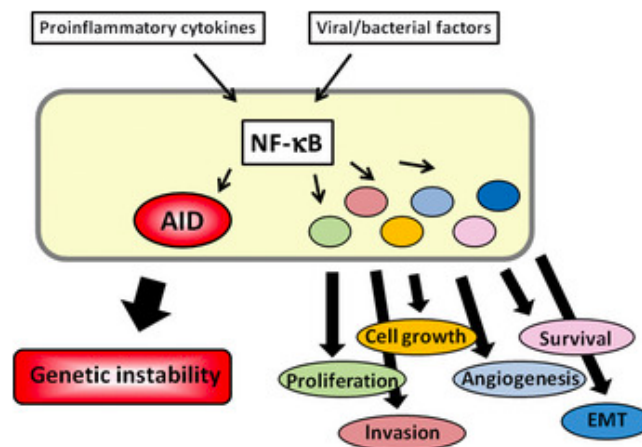 Proinflammatory cytokines
Viral/bacterial factors
NF-κB
AID
Genetic instability
Cell growth
Survival
Proliferation
Angiogenesis
Invasion
EMT